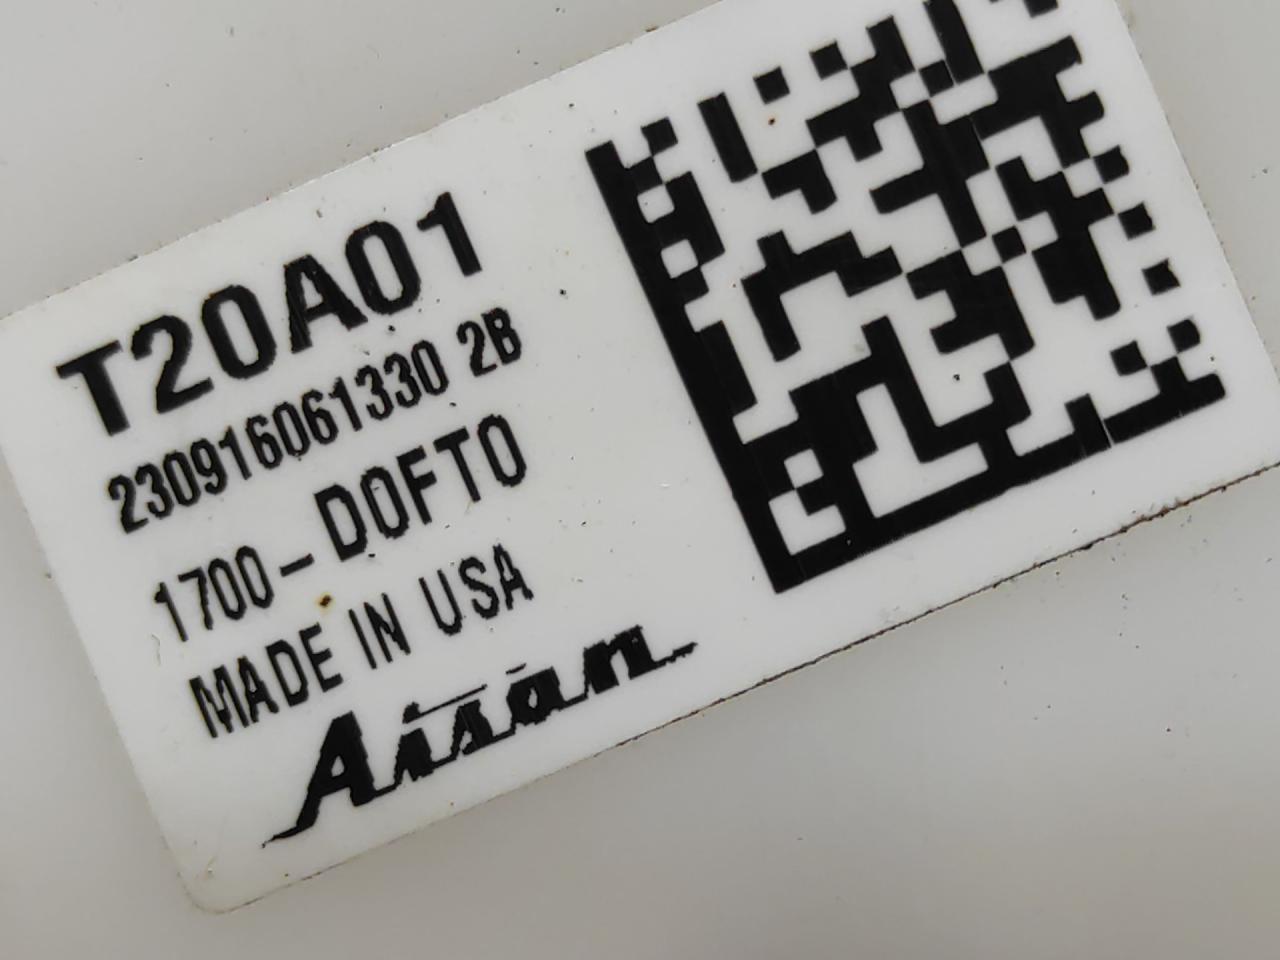 T20A01
230916061330 2B
1700-DOFTO
MADE IN USA
Aisan